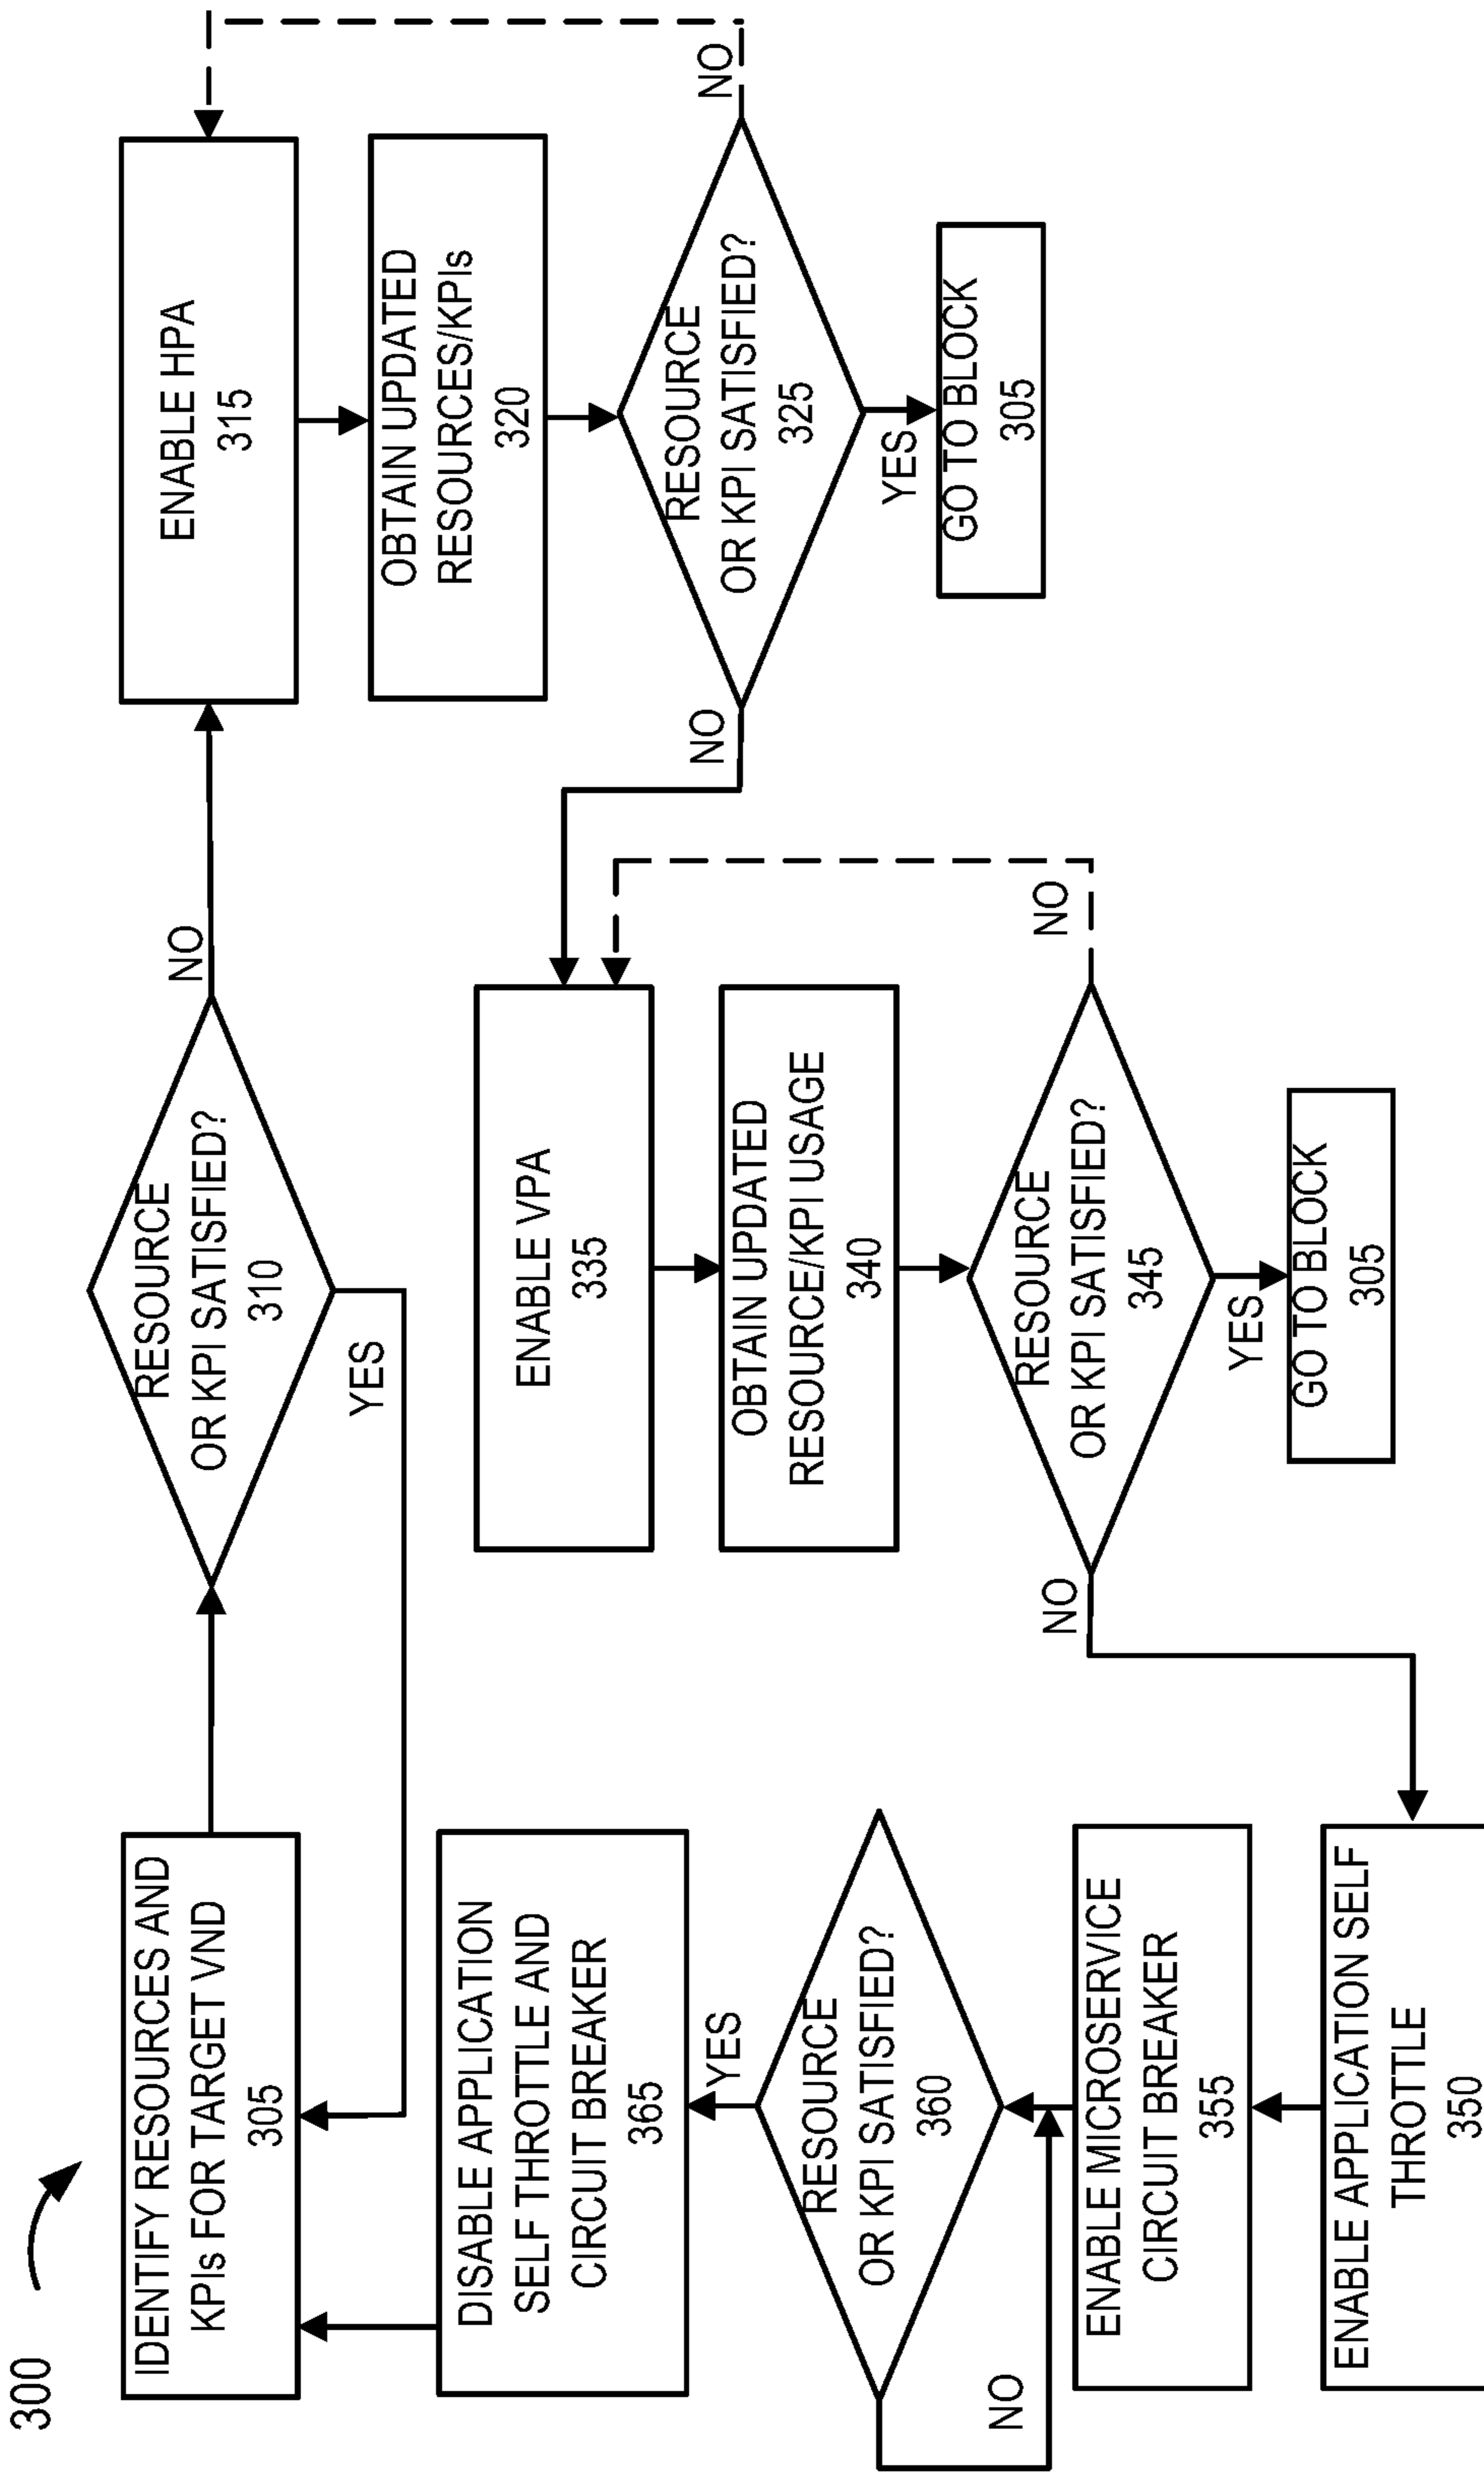 300
IDENTIFY RESOURCES AND
KPIs FOR TARGET VND
305
RESOURCE
OR KPI SATISFIED?
310
NO
YES
ENABLE HPA
315
OBTAIN UPDATED
RESOURCES/KPIs
320
RESOURCE
OR KPI SATISFIED?
325
NO
NO
YES
GO TO BLOCK
305
ENABLE VPA
335
OBTAIN UPDATED
RESOURCE/KPI USAGE
340
RESOURCE
OR KPI SATISFIED?
345
NO
NO
YES
GO TO BLOCK
305
ENABLE APPLICATION SELF
THROTTLE
350
ENABLE MICROSERVICE
CIRCUIT BREAKER
355
RESOURCE
OR KPI SATISFIED?
360
NO
YES
DISABLE APPLICATION
SELF THROTTLE AND
CIRCUIT BREAKER
365